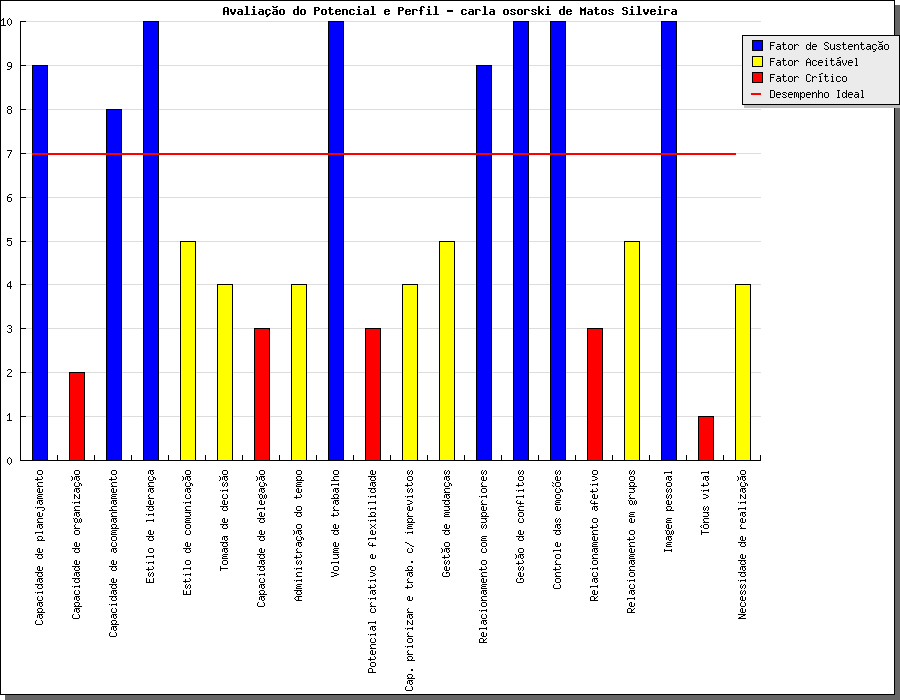 Avaliação do Potencial e Perfil - carla osorski de Matos Silveira
10
9
8
7
6
5
4
3
2
1
0
Fator de Sustentação
Fator Aceitável
Fator Crítico
Desempenho Ideal
Capacidade de planejamento
Capacidade de organização
Capacidade de acompanhamento
Estilo de liderança
Estilo de comunicação
Tomada de decisão
Capacidade de delegação
Administração do tempo
Volume de trabalho
Potencial criativo e flexibilidade
Cap. priorizar e trab. c/ imprevistos
Gestão de mudanças
Relacionamento com superiores
Gestão de conflitos
Controle das emoções
Relacionamento afetivo
Relacionamento em grupos
Imagem pessoal
Tônus vital
Necessidade de realização